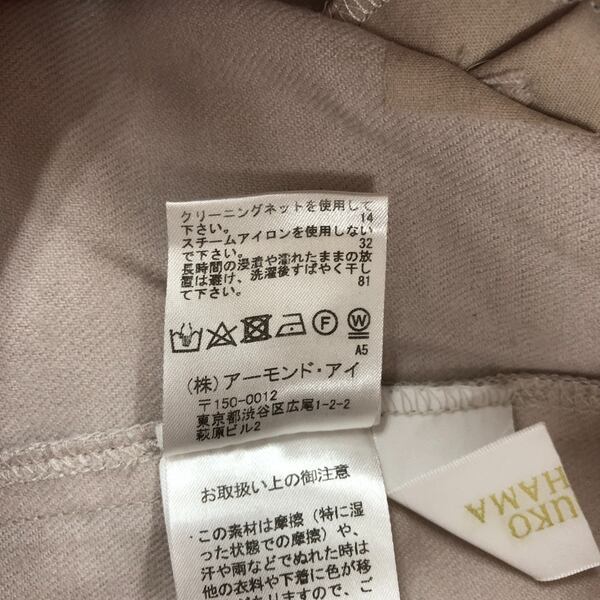 クリーニングネットを使用して
14
下さい。
スチームアイロンを使用しない
32
で下さい。
長時間の浸漬や濡れたままの放
置は避け、洗濯後すばやく干し
81
て下さい。
F
W
A5
(株)アーモンド・アイ
〒150-0012
東京都渋谷区広尾1-2-2
萩原ビル2
お取扱い上の御注意
・この素材は摩擦(特に湿
った状態での摩擦)や、
汗や雨などでぬれた時は
他の衣料や下着に色が移
ますので、ご
UKO
HAMA